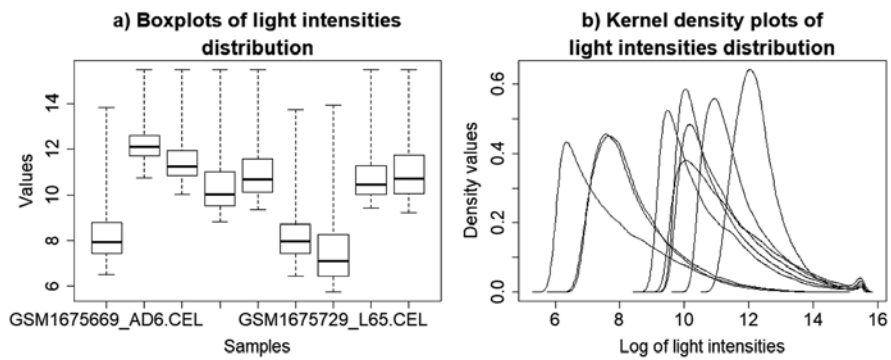 a) Boxplots of light intensities
distribution
Values
14
12
10
8
6
GSM1675669_AD6.CEL
GSM1675729_L65.CEL
Samples
b) Kernel density plots of
light intensities distribution
Density values
0.6
0.4
0.2
0.0
6 8 10 12 14 16
Log of light intensities